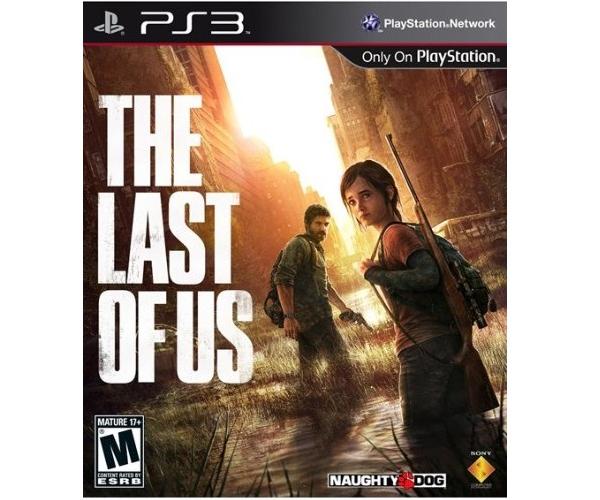 PS3
PlayStation®Network
Only On PlayStation®
THE
LAST
OF US
MATURE 17+
M
CONTENT RATED BY
ESRB
NAUGHTY DOG
SONY